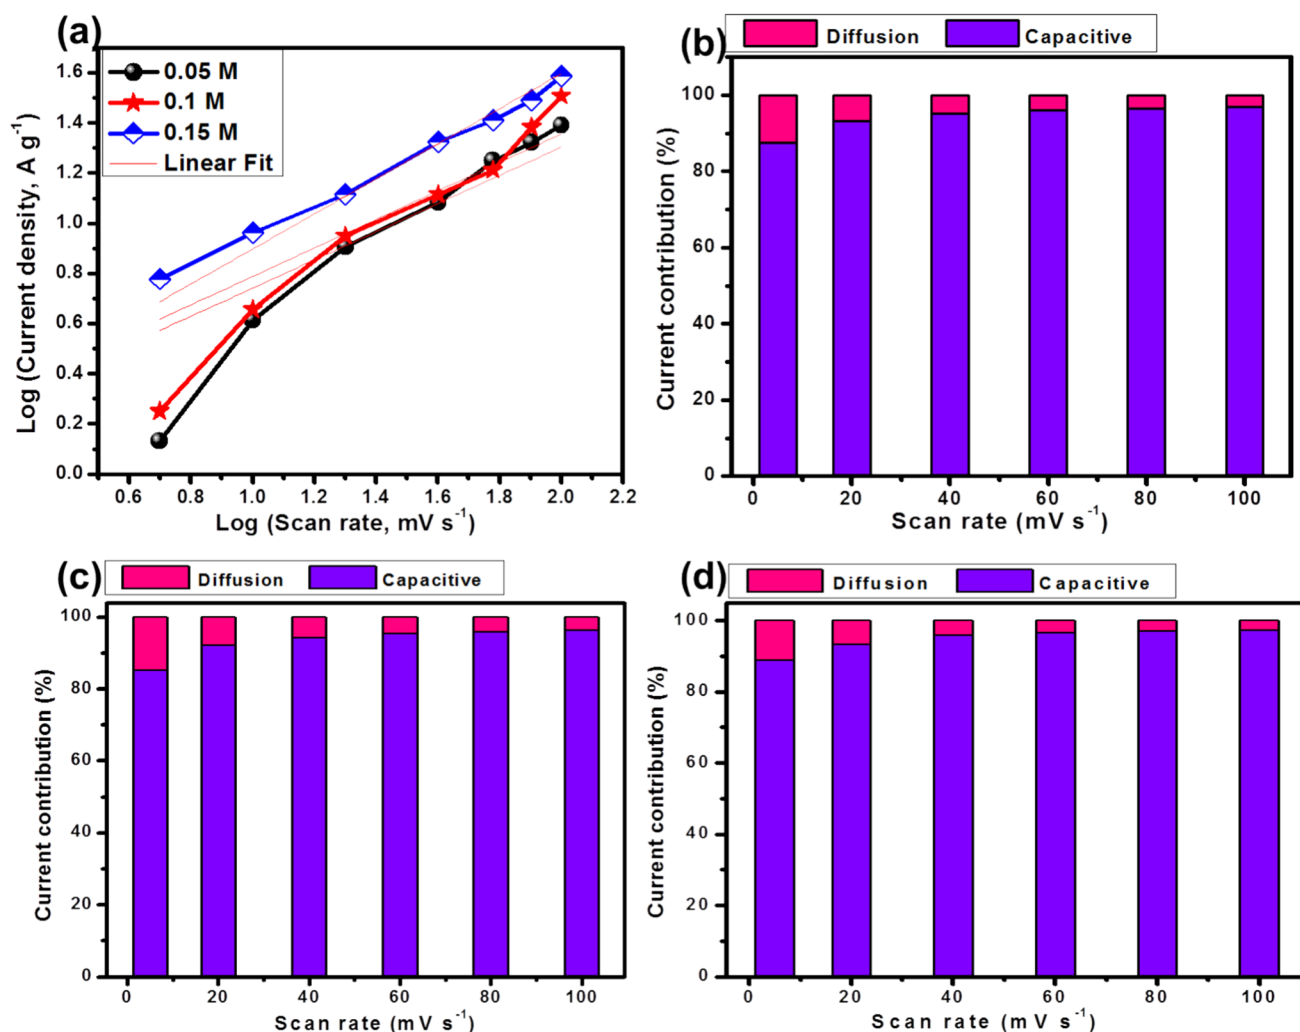 (a)
0.05 M
0.1 M
0.15 M
Linear Fit
Log (Current density, A g-1)
1.6
1.4
1.2
1.0
0.8
0.6
0.4
0.2
0.0
0.6 0.8 1.0 1.2 1.4 1.6 1.8 2.0 2.2
Log (Scan rate, mV s-1)
(b)
Diffusion Capacitive
Current contribution (%)
100
80
60
40
20
0
0 20 40 60 80 100
Scan rate (mV s-1)
(c)
Diffusion Capacitive
Current contribution (%)
100
80
60
40
20
0
0 20 40 60 80 100
Scan rate (mV s-1)
(d)
Diffusion Capacitive
Current contribution (%)
100
80
60
40
20
0
0 20 40 60 80 100
Scan rate (mV s-1)